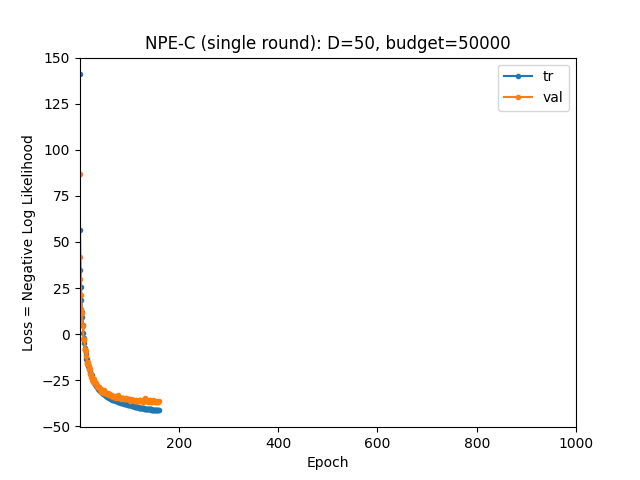 NPE-C (single round): D=50, budget=50000
Loss = Negative Log Likelihood
150
125
100
75
50
25
0
−25
−50
tr
val
200
400
600
800
1000
Epoch